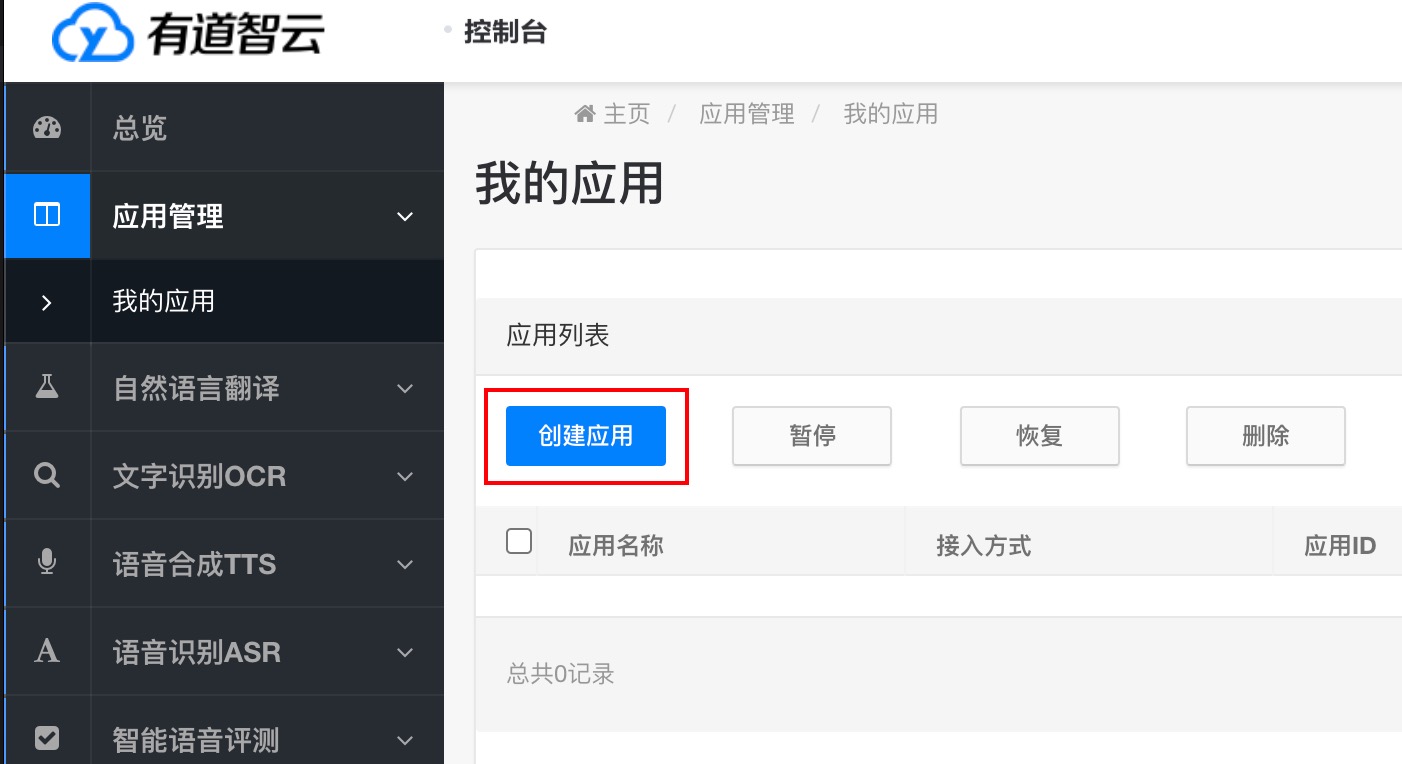 有道智云
控制台
总览
应用管理
我的应用
自然语言翻译
文字识别OCR
语音合成TTS
语音识别ASR
智能语音评测
主页 / 应用管理 / 我的应用
我的应用
应用列表
创建应用 暂停 恢复 删除
应用名称 接入方式 应用ID
总共0记录